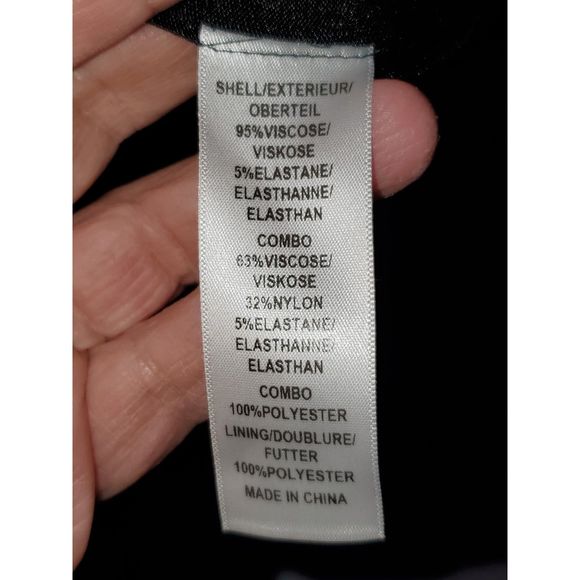 SHELL/EXTERIEUR/
OBERTEIL
95%VISCOSE/
VISKOSE
5%ELASTANE/
ELASTHANNE/
ELASTHAN
COMBO
63%VISCOSE/
VISKOSE
32%NYLON
5%ELASTANE/
ELASTHANNE/
ELASTHAN
COMBO
100%POLYESTER
LINING/DOUBLURE/
FUTTER
100%POLYESTER
MADE IN CHINA